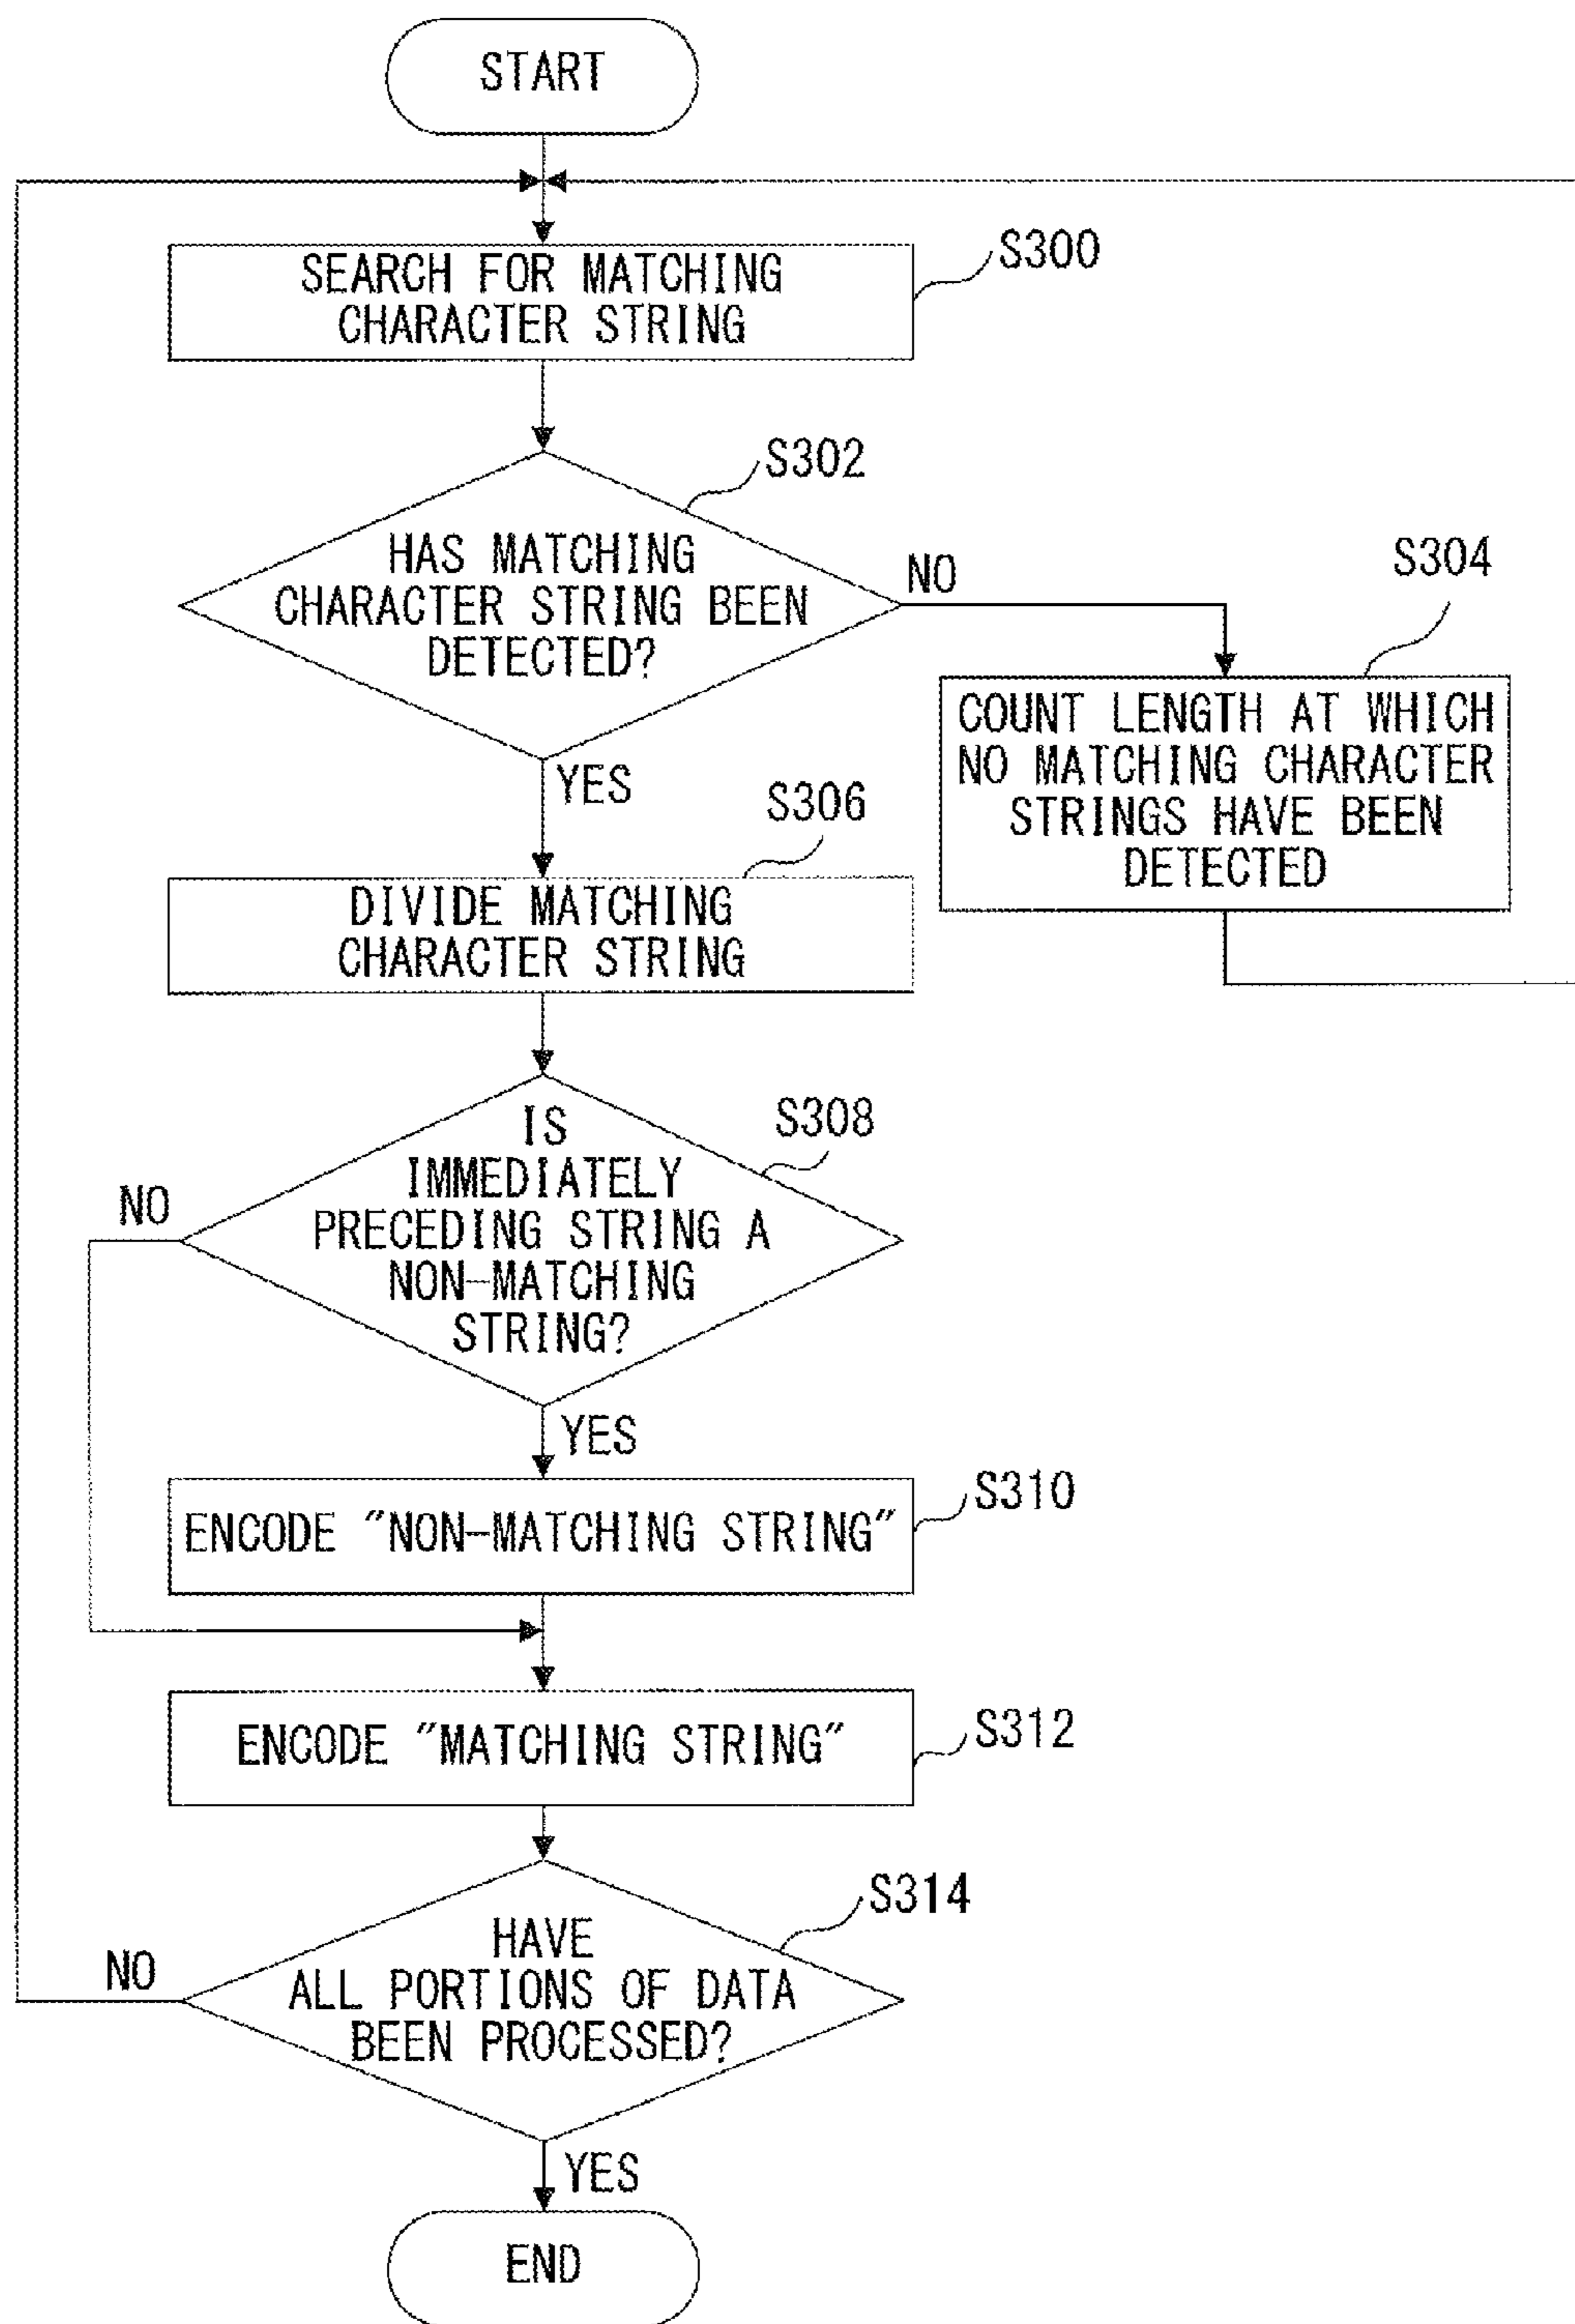 START
S300
SEARCH FOR MATCHING
CHARACTER STRING
S302
HAS MATCHING
CHARACTER STRING BEEN
DETECTED?
NO
YES
S304
COUNT LENGTH AT WHICH
NO MATCHING CHARACTER
STRINGS HAVE BEEN
DETECTED
S306
DIVIDE MATCHING
CHARACTER STRING
S308
IS
IMMEDIATELY
PRECEDING STRING A
NON-MATCHING
STRING?
NO
YES
S310
ENCODE "NON-MATCHING STRING"
S312
ENCODE "MATCHING STRING"
S314
HAVE
ALL PORTIONS OF DATA
BEEN PROCESSED?
NO
YES
END